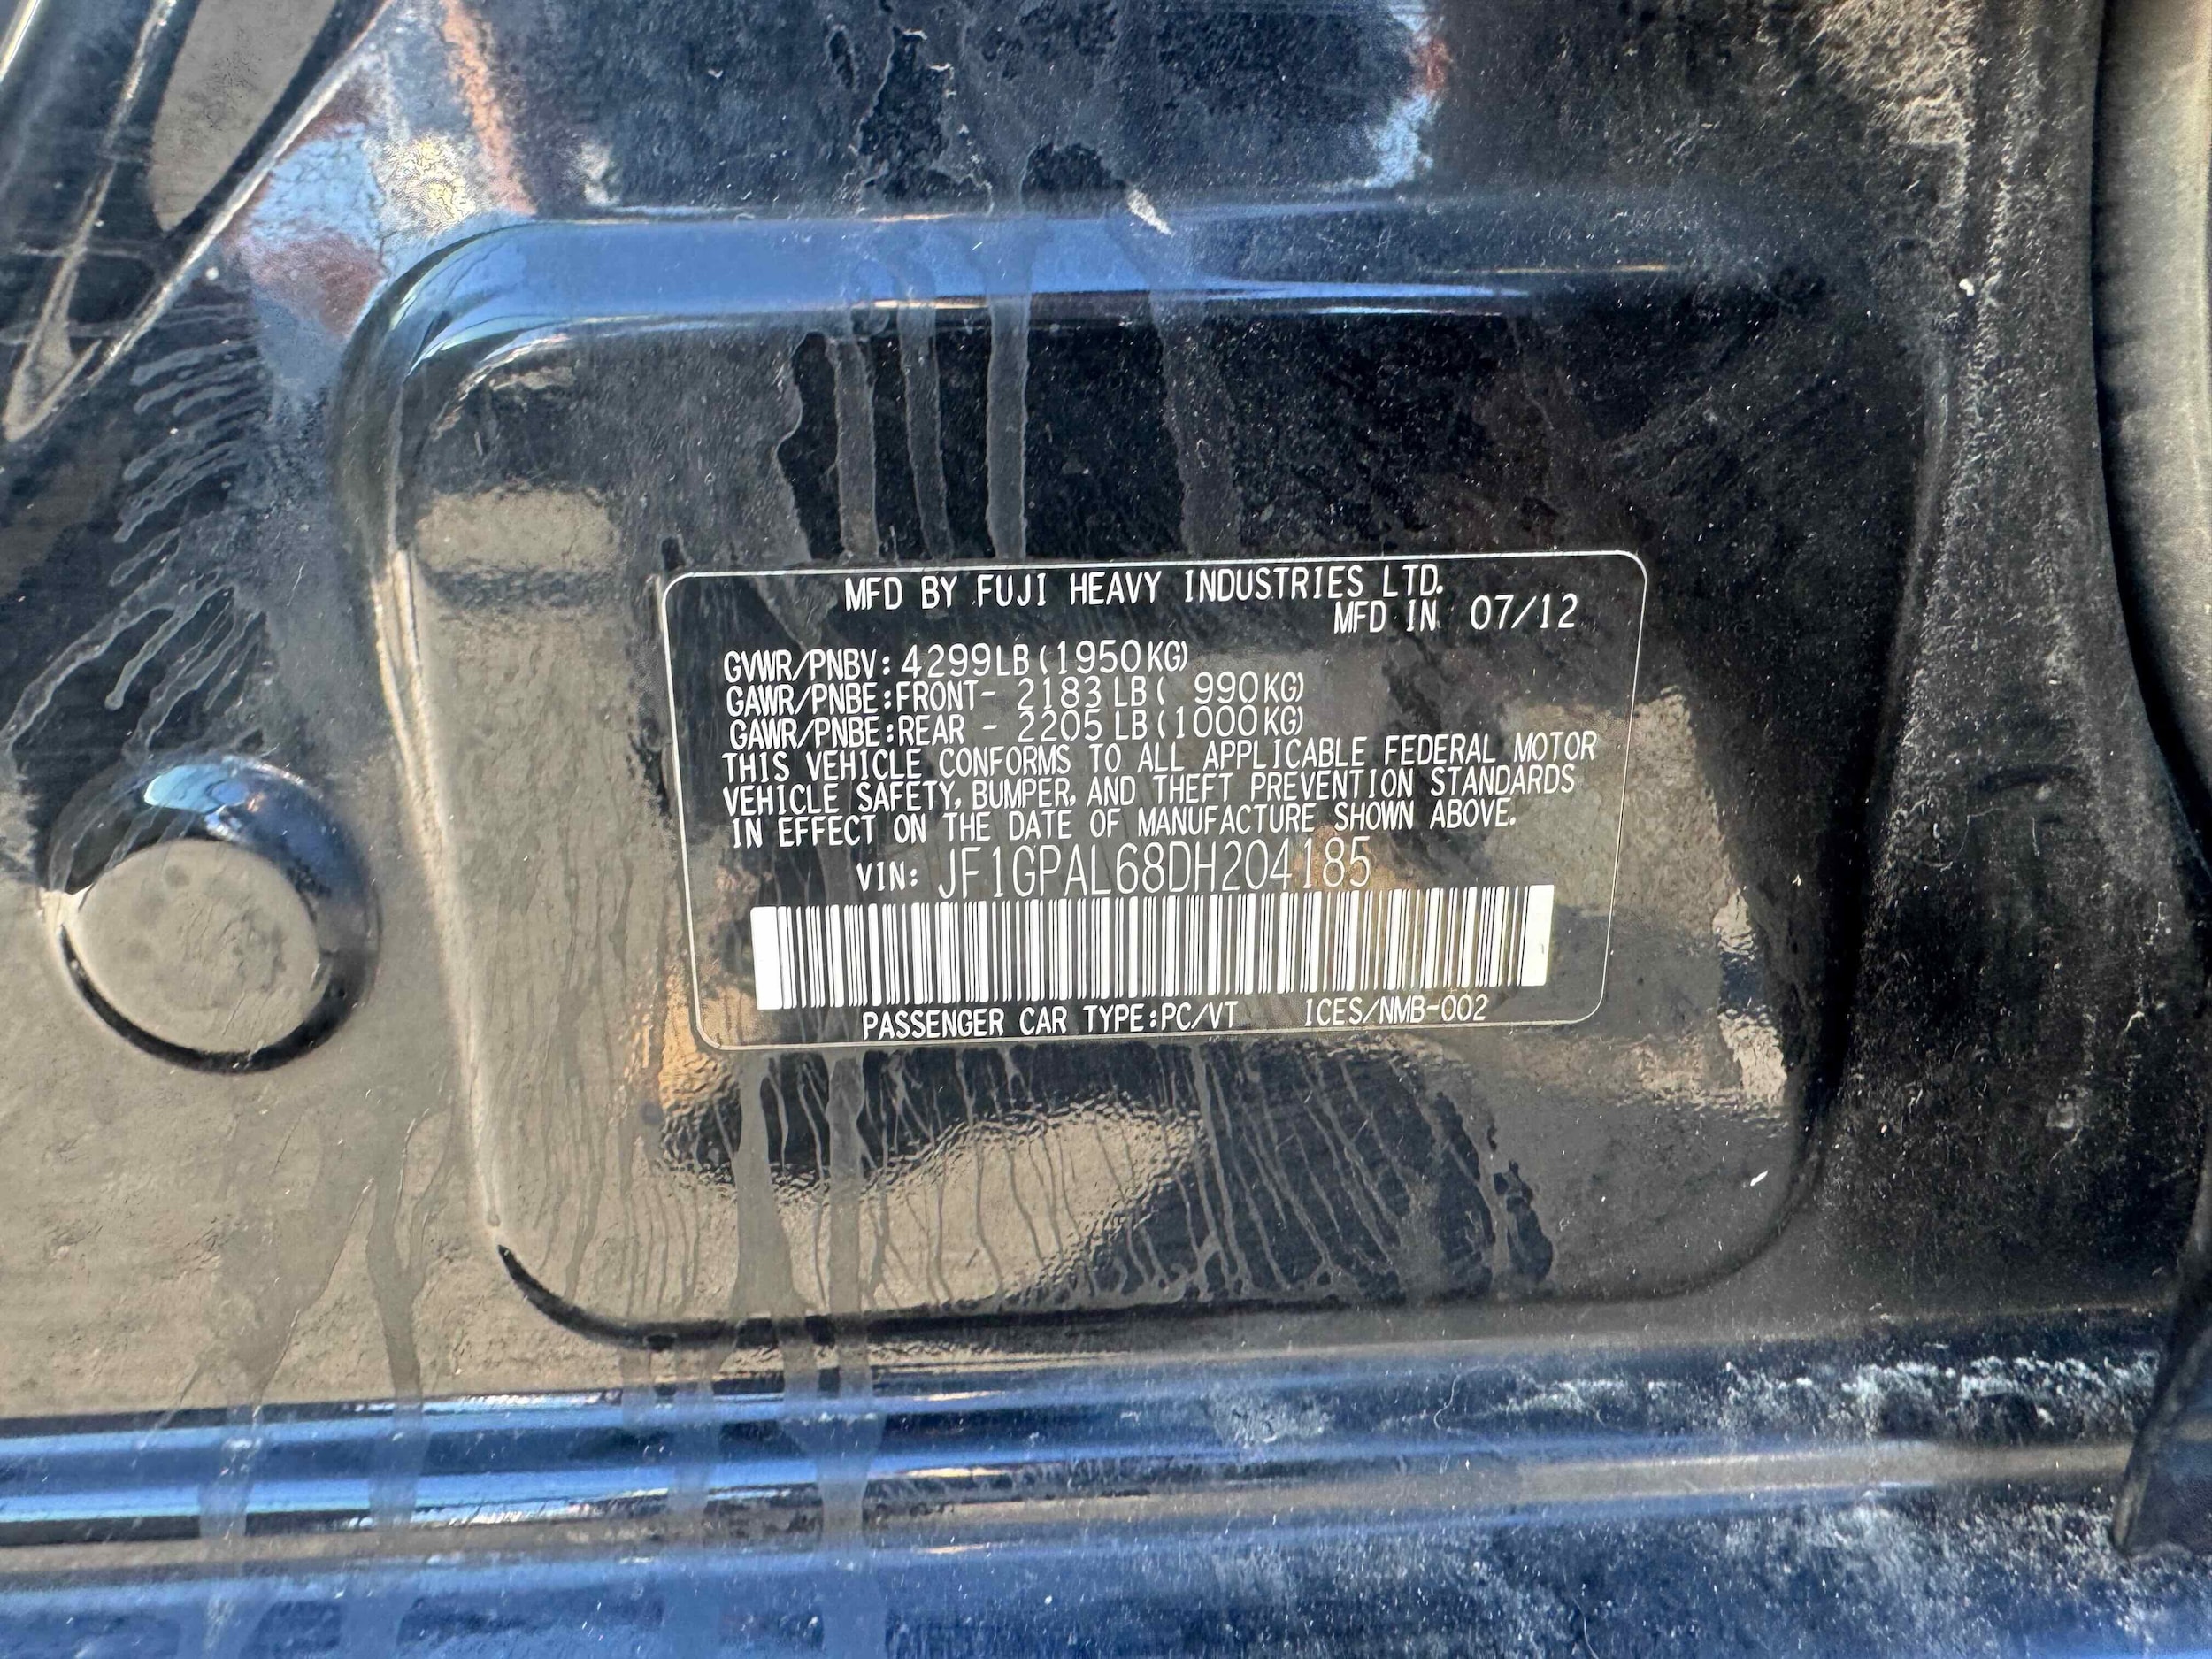 MFD BY FUJI HEAVY INDUSTRIES LTD.
MFD IN 07/12
GVWR/PNBV: 4299LB (1950KG)
GAWR/PNBE:FRONT- 2183 LB ( 990KG)
GAWR/PNBE:REAR - 2205 LB (1000KG)
THIS VEHICLE CONFORMS TO ALL APPLICABLE FEDERAL MOTOR
VEHICLE SAFETY, BUMPER, AND THEFT PREVENTION STANDARDS
IN EFFECT ON THE DATE OF MANUFACTURE SHOWN ABOVE.
VIN: JF1GPAL68DH204185
PASSENGER CAR TYPE:PC/VT ICES/NMB-002